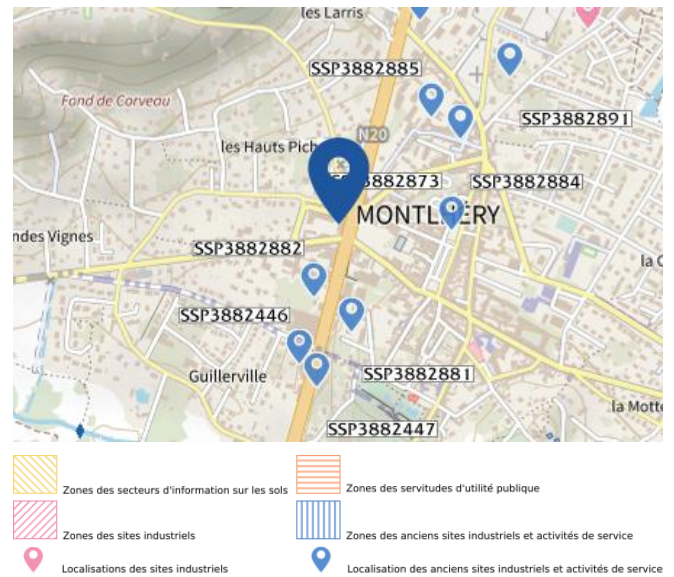 les Larris
SSP3882885
Fond de Corveau
SSP3882891
N20
les Hauts Pich
3882873
SSP3882884
MONTLHÉRY
ndes Vignes
SSP3882882
la C
SSP3882446
Guillerville
SSP3882881
la Motte
SSP3882447
Zones des secteurs d'information sur les sols
Zones des servitudes d'utilité publique
Zones des sites industriels
Zones des anciens sites industriels et activités de service
Localisations des sites industriels
Localisation des anciens sites industriels et activités de service